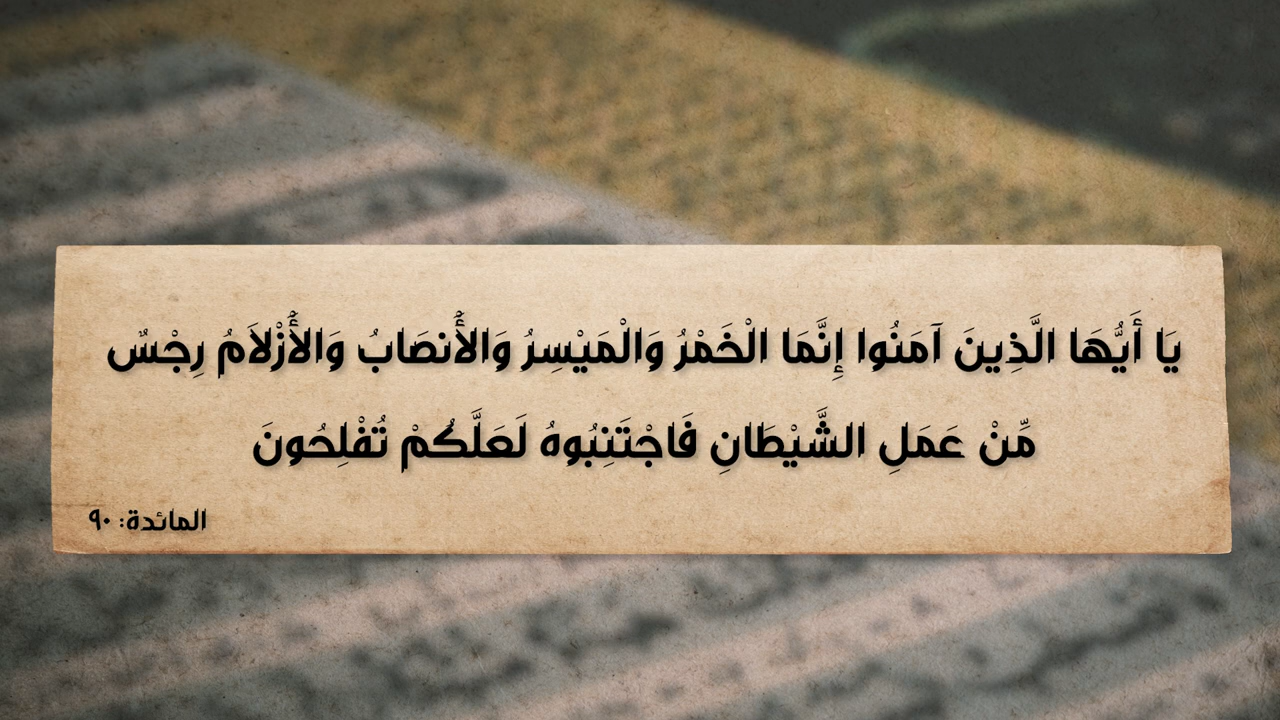 يَا أَيُّهَا الَّذِينَ آمَنُوا إِنَّمَا الْخَمْرُ وَالْمَيْسِرُ وَالأَنصَابُ وَالأَزْلاَمُ رِجْسٌ
مِّنْ عَمَلِ الشَّيْطَانِ فَاجْتَنِبُوهُ لَعَلَّكُمْ تُفْلِحُونَ
المائدة: ٩٠